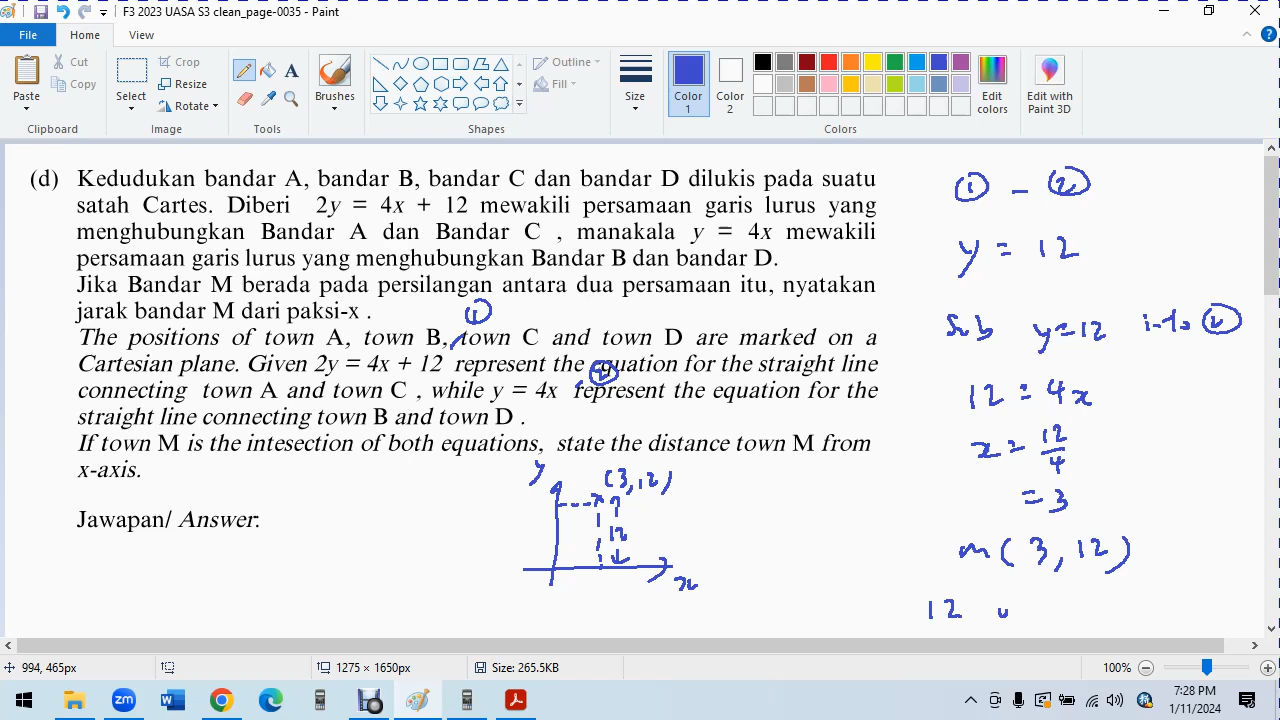 F3 2023 UASA S3 clean_page-0035 - Paint
File Home View
Paste Cut Copy Select Crop Resize Rotate Brushes Size Outline Fill Color 1 Color 2 Edit colors Edit with Paint 3D
Clipboard Image Tools Shapes Colors
(d) Kedudukan bandar A, bandar B, bandar C dan bandar D dilukis pada suatu
satah Cartes. Diberi 2y = 4x + 12 mewakili persamaan garis lurus yang
menghubungkan Bandar A dan Bandar C , manakala y = 4x mewakili
persamaan garis lurus yang menghubungkan Bandar B dan bandar D.
Jika Bandar M berada pada persilangan antara dua persamaan itu, nyatakan
jarak bandar M dari paksi-x .
①
The positions of town A, town B, town C and town D are marked on a
Cartesian plane. Given 2y = 4x + 12 represent the equation for the straight line
②
connecting town A and town C , while y = 4x represent the equation for the
straight line connecting town B and town D .
If town M is the intesection of both equations, state the distance town M from
x-axis.
Jawapan/ Answer:
y
(3,12)
12
x
① - ②
y = 12
Sub y=12 into ②
12 = 4x
x = 12/4
= 3
M(3,12)
12 u
994, 465px 1275 × 1650px Size: 265.5KB 100%
7:28 PM
1/11/2024